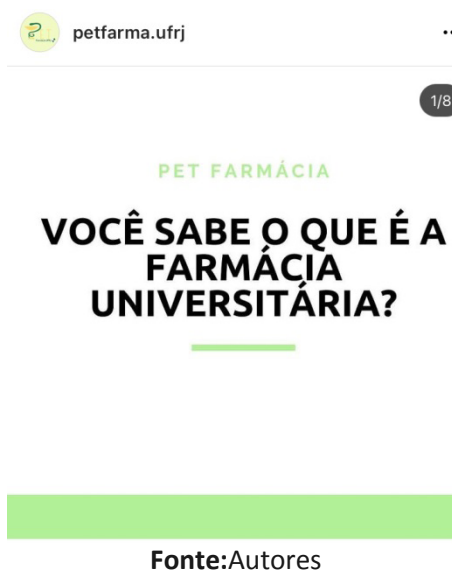 petfarma.ufrj
1/8
PET FARMÁCIA
VOCÊ SABE O QUE É A
FARMÁCIA
UNIVERSITÁRIA?
Fonte:Autores